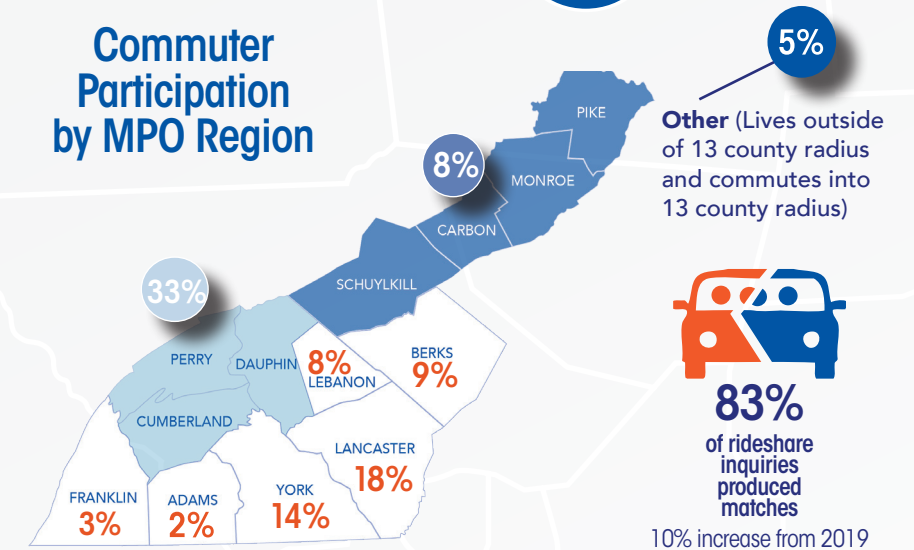 Commuter
Participation
by MPO Region
5%
Other (Lives outside
of 13 county radius
and commutes into
13 county radius)
PIKE
8%
MONROE
CARBON
SCHUYLKILL
33%
PERRY
DAUPHIN
8%
LEBANON
BERKS
9%
CUMBERLAND
LANCASTER
18%
FRANKLIN
3%
ADAMS
2%
YORK
14%
83%
of rideshare
inquiries
produced
matches
10% increase from 2019